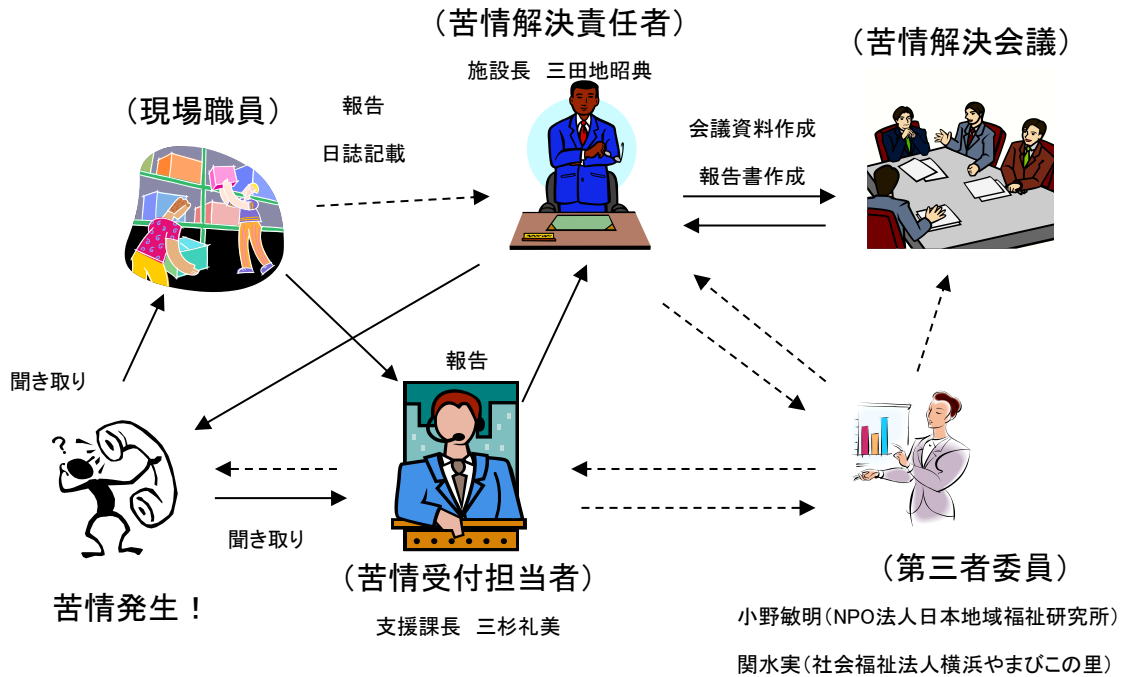 (苦情解決責任者)
施設長 三田地昭典
(苦情解決会議)
(現場職員)
報告
日誌記載
会議資料作成
報告書作成
聞き取り
報告
?
聞き取り
苦情発生!
(苦情受付担当者)
支援課長 三杉礼美
(第三者委員)
小野敏明(NPO法人日本地域福祉研究所)
関水実(社会福祉法人横浜やまびこの里)